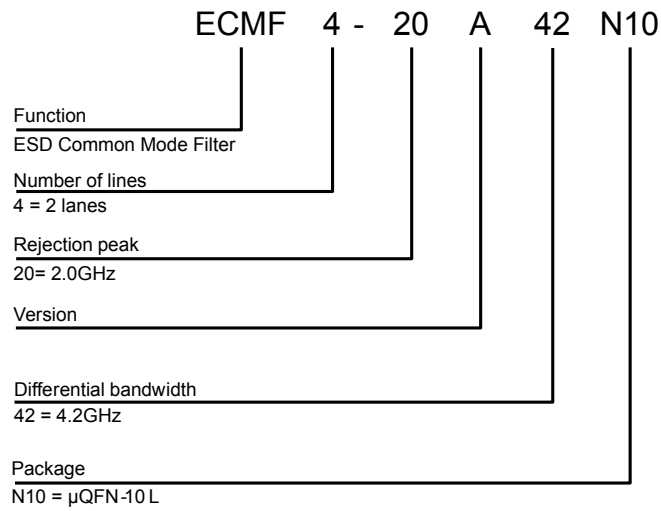 ECMF 4 - 20 A 42 N10
Function
ESD Common Mode Filter
Number of lines
4 = 2 lanes
Rejection peak
20= 2.0GHz
Version
Differential bandwidth
42 = 4.2GHz
Package
N10 = µQFN-10 L